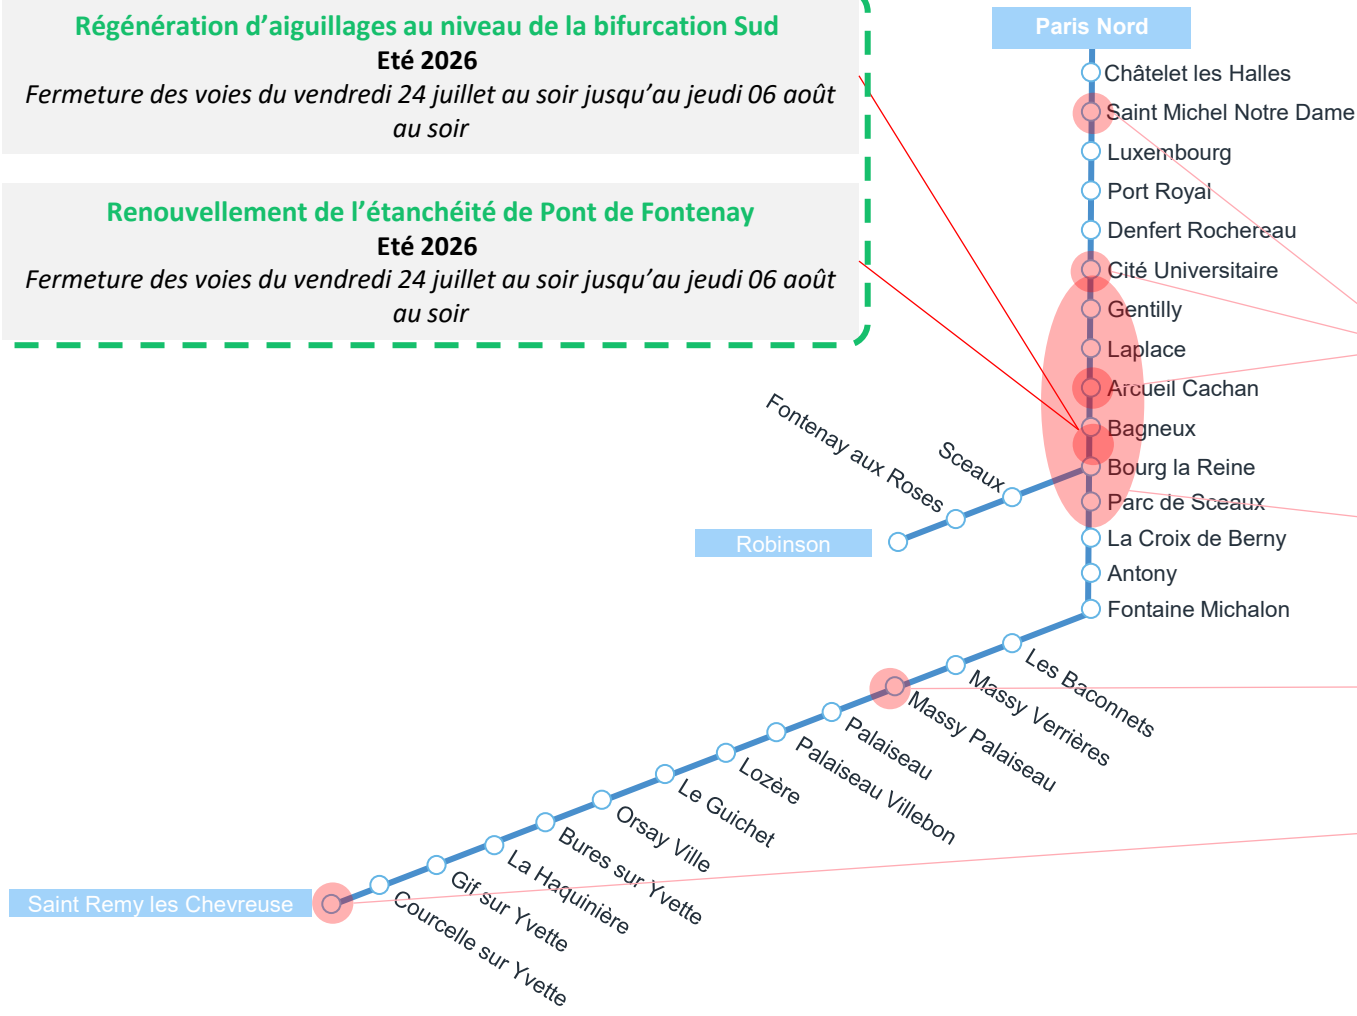 Régénération d’aiguillages au niveau de la bifurcation Sud
Eté 2026
Fermeture des voies du vendredi 24 juillet au soir jusqu’au jeudi 06 août
au soir
Renouvellement de l’étanchéité de Pont de Fontenay
Eté 2026
Fermeture des voies du vendredi 24 juillet au soir jusqu’au jeudi 06 août
au soir
Paris Nord
Châtelet les Halles
Saint Michel Notre Dame
Luxembourg
Port Royal
Denfert Rochereau
Cité Universitaire
Gentilly
Laplace
Arcueil Cachan
Bagneux
Bourg la Reine
Parc de Sceaux
La Croix de Berny
Antony
Fontaine Michalon
Sceaux
Fontenay aux Roses
Robinson
Les Baconnets
Massy Verrières
Massy Palaiseau
Palaiseau
Palaiseau Villebon
Lozère
Le Guichet
Orsay Ville
Bures sur Yvette
La Haquinière
Gif sur Yvette
Courcelle sur Yvette
Saint Remy les Chevreuse